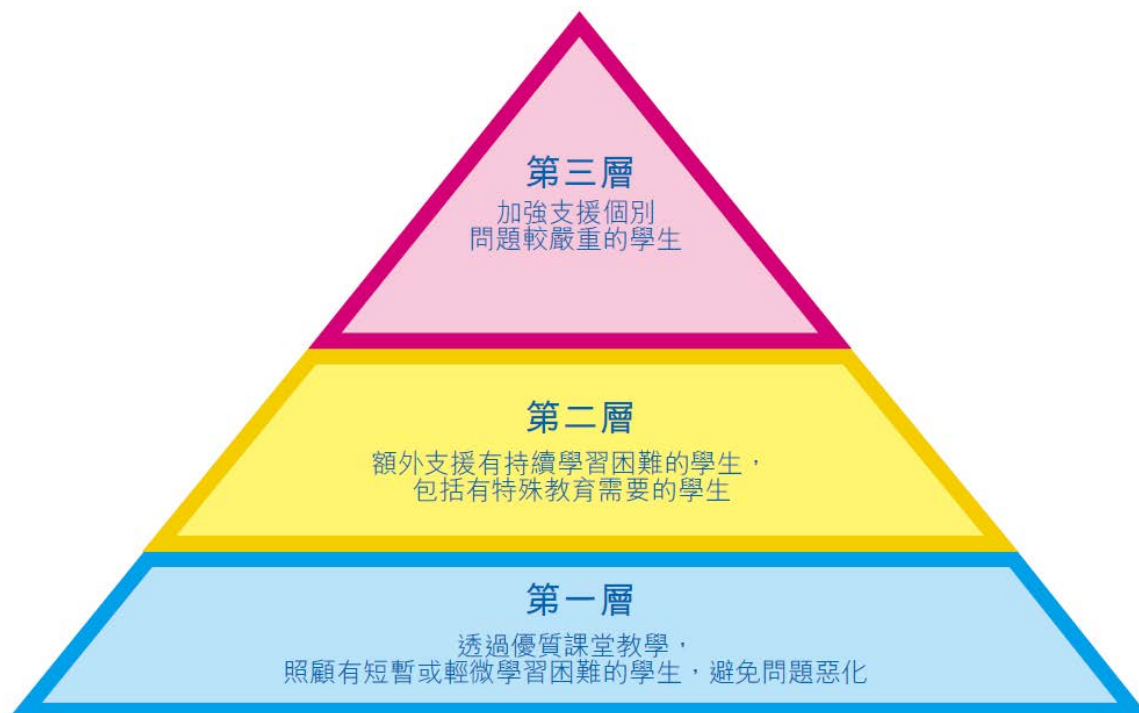 第三層
加強支援個別
問題較嚴重的學生
第二層
額外支援有持續學習困難的學生，
包括有特殊教育需要的學生
第一層
透過優質課堂教學，
照顧有短暫或輕微學習困難的學生，避免問題惡化